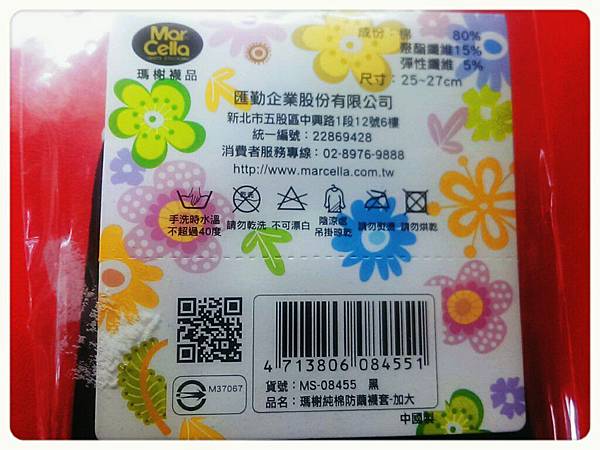 Mar
Cella
瑪榭襪品
成份：棉 80%
聚酯纖維15%
彈性纖維 5%
尺寸：25~27cm
匯勤企業股份有限公司
新北市五股區中興路1段12號6樓
統一編號：22869428
消費者服務專線：02-8976-9888
http://www.marcella.com.tw
手洗時水溫
不超過40度
請勿乾洗
不可漂白
陰涼處
吊掛晾乾
請勿熨燙
請勿烘乾
M37067
4 713806 084551
貨號：MS-08455 黑
品名：瑪榭純棉防繭襪套-加大
中國製